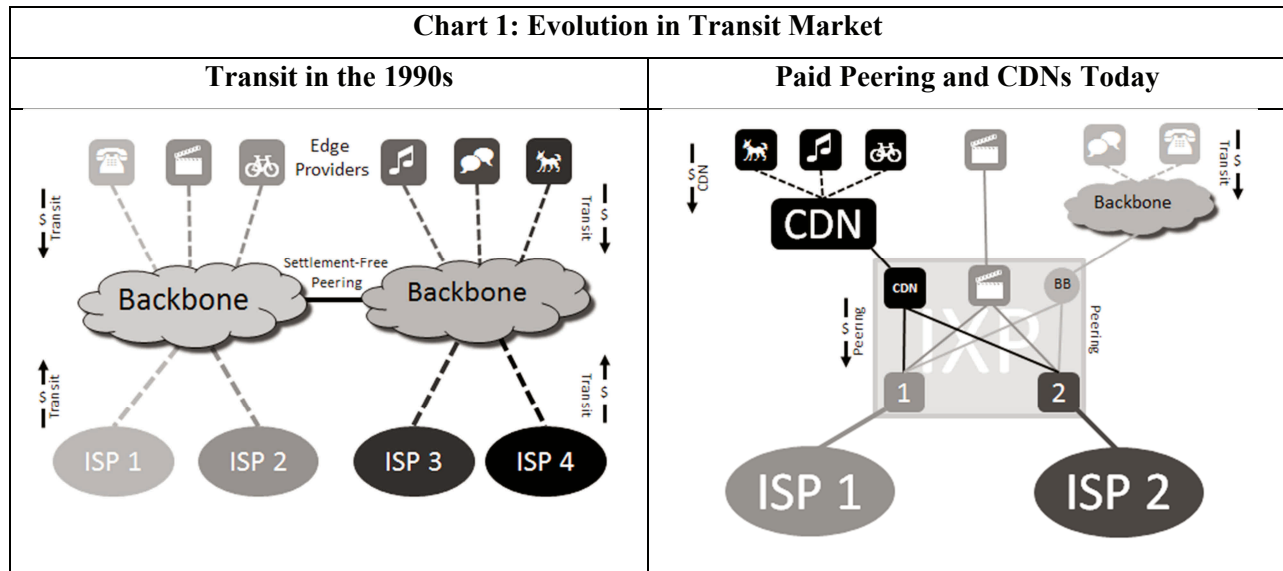 Chart 1: Evolution in Transit Market
Transit in the 1990s
Edge
Providers
$
Transit
$
Transit
Settlement-Free
Peering
Backbone
Backbone
$
Transit
$
Transit
ISP 1
ISP 2
ISP 3
ISP 4
Paid Peering and CDNs Today
$
CDN
$
Transit
CDN
Backbone
CDN
BB
$
Peering
IXP
Peering
1
2
ISP 1
ISP 2